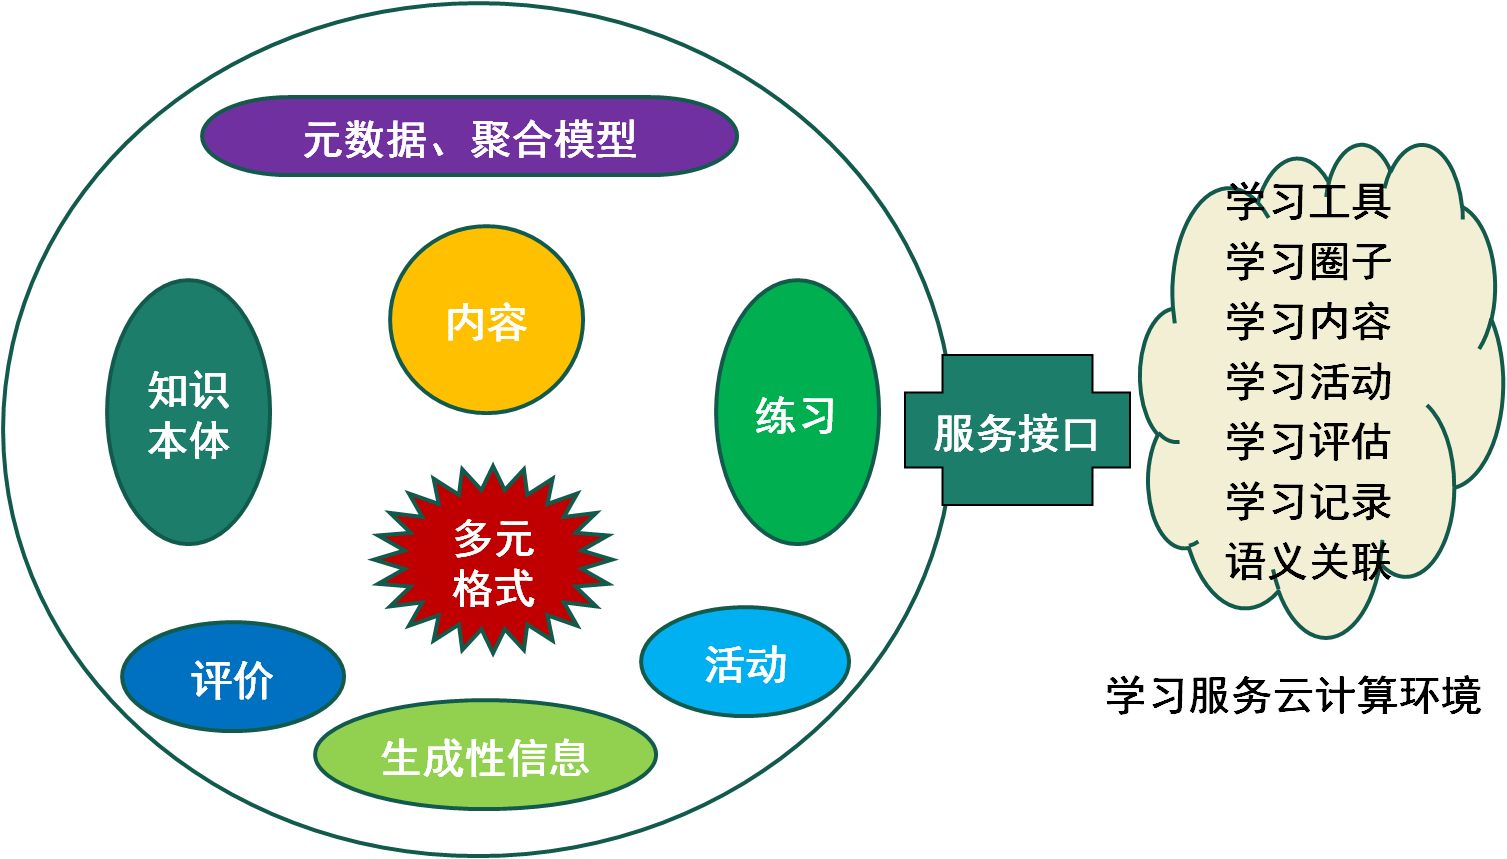 元数据、聚合模型
内容
知识
本体
练习
多元
格式
评价
活动
生成性信息
服务接口
学习工具
学习圈子
学习内容
学习活动
学习评估
学习记录
语义关联
学习服务云计算环境